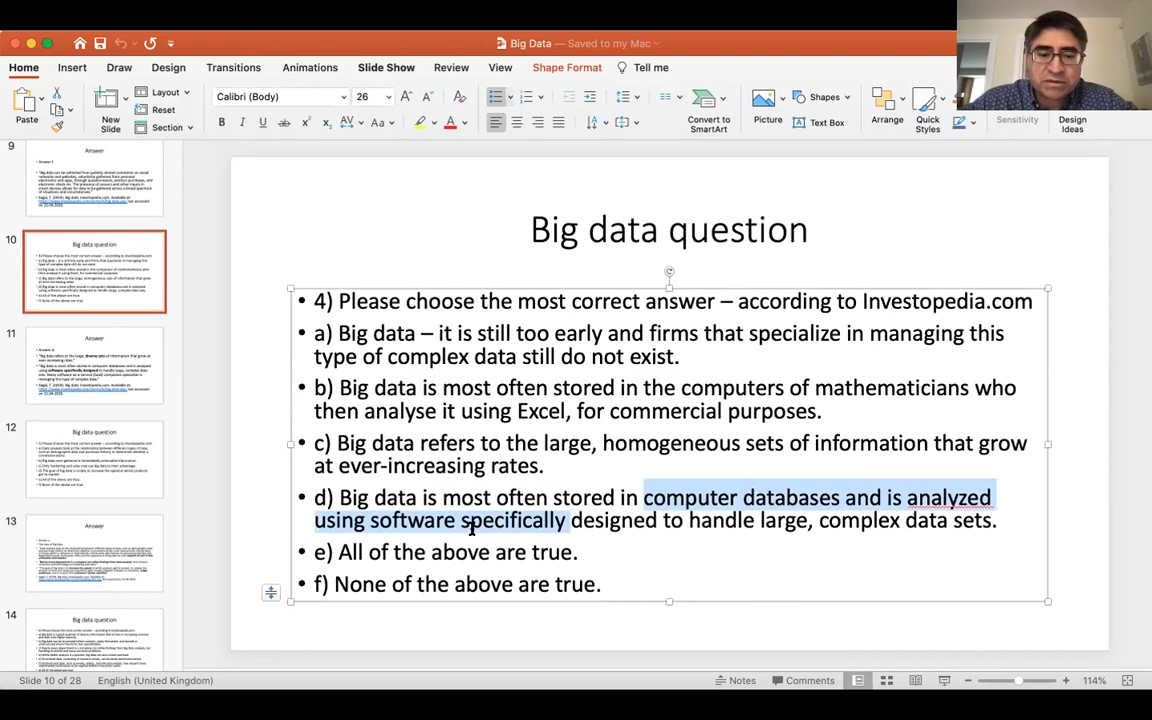 Big Data — Saved to my Mac
Home Insert Draw Design Transitions Animations Slide Show Review View Shape Format Tell me
Paste
New
Slide
Layout
Reset
Section
Calibri (Body) 26
Convert to
SmartArt
Picture
Shapes
Text Box
Arrange
Quick
Styles
Sensitivity
Design
Ideas
9
Answer
10
Big data question
11
Answer
12
Big data question
13
Answer
14
Big data question
Big data question
• 4) Please choose the most correct answer – according to Investopedia.com
• a) Big data – it is still too early and firms that specialize in managing this
type of complex data still do not exist.
• b) Big data is most often stored in the computers of mathematicians who
then analyse it using Excel, for commercial purposes.
• c) Big data refers to the large, homogeneous sets of information that grow
at ever-increasing rates.
• d) Big data is most often stored in computer databases and is analyzed
using software specifically designed to handle large, complex data sets.
• e) All of the above are true.
• f) None of the above are true.
Slide 10 of 28 English (United Kingdom) Notes Comments 114%